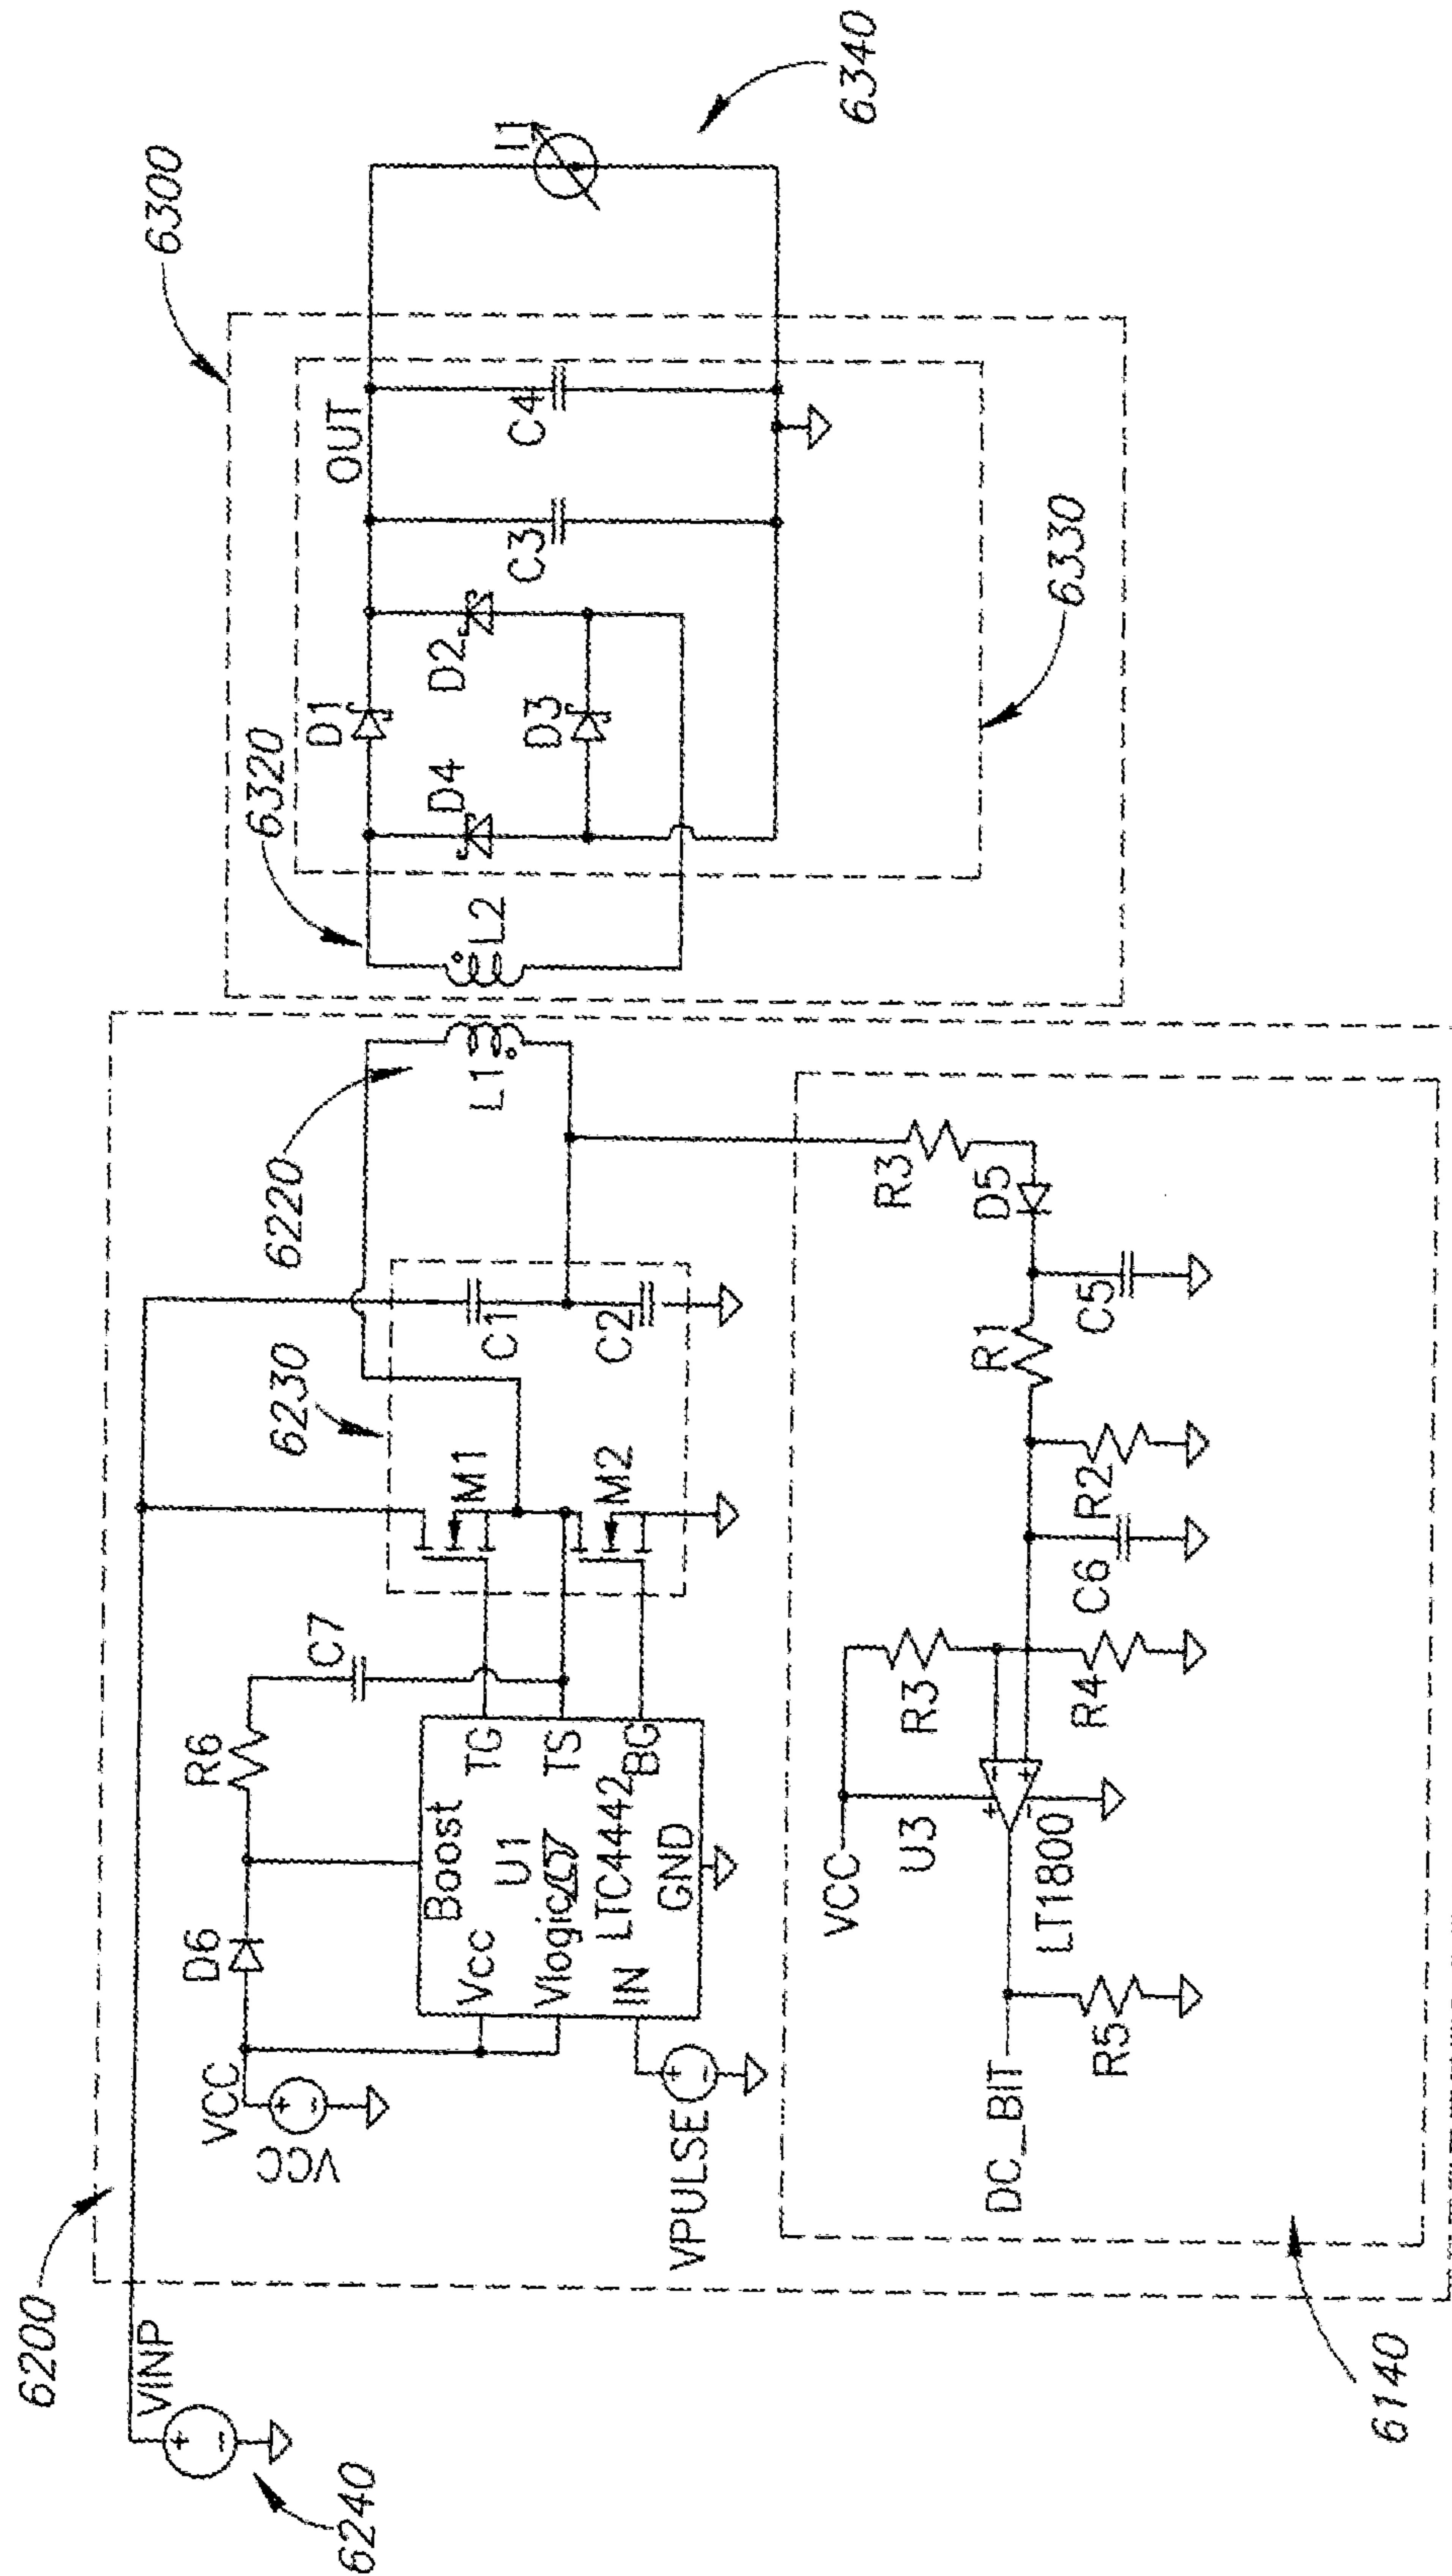 6200
6240
VINP
VCC
VCC
D6
R6
C7
Boost
Vcc
U1
Vlogic
IN
LTC4442
GND
TG
TS
BG
VPULSE
6230
M1
M2
C1
C2
6220
L1
L2
6320
6300
D1
D4
D2
D3
OUT
C3
C4
I1
6340
6330
R3
D5
C5
R1
R2
C6
R3
R4
VCC
U3
LT1800
DC_BIT
R5
6140